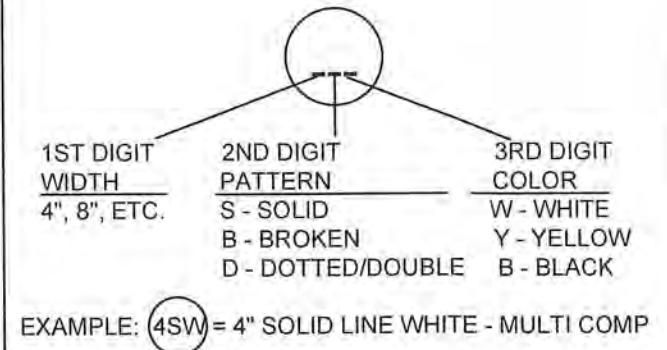 1ST DIGIT 2ND DIGIT 3RD DIGIT
WIDTH PATTERN COLOR
4", 8", ETC. S - SOLID W - WHITE
B - BROKEN Y - YELLOW
D - DOTTED/DOUBLE B - BLACK
EXAMPLE: 4SW = 4" SOLID LINE WHITE - MULTI COMP